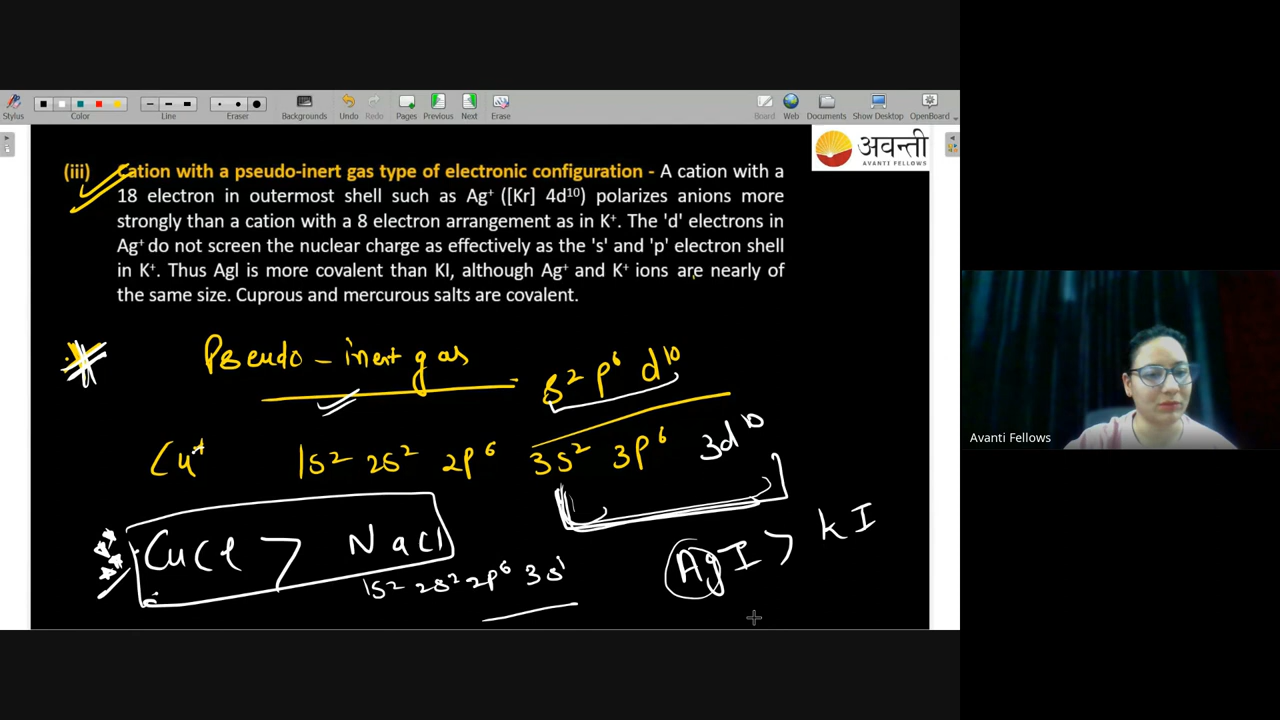 Stylus
Color
Line
Eraser
Backgrounds
Undo
Redo
Pages
Previous
Next
Erase
Board
Web
Documents
Show Desktop
OpenBoard
अवन्ती
AVANTI FELLOWS
(iii) Cation with a pseudo-inert gas type of electronic configuration - A cation with a
18 electron in outermost shell such as Ag⁺ ([Kr] 4d¹⁰) polarizes anions more
strongly than a cation with a 8 electron arrangement as in K⁺. The 'd' electrons in
Ag⁺ do not screen the nuclear charge as effectively as the 's' and 'p' electron shell
in K⁺. Thus AgI is more covalent than KI, although Ag⁺ and K⁺ ions are nearly of
the same size. Cuprous and mercurous salts are covalent.
Pseudo - inert gas
s² p⁶ d¹⁰
Cu⁺ 1s² 2s² 2p⁶ 3s² 3p⁶ 3d¹⁰
CuCl > NaCl
1s² 2s² 2p⁶ 3s¹
AgI > KI
Avanti Fellows